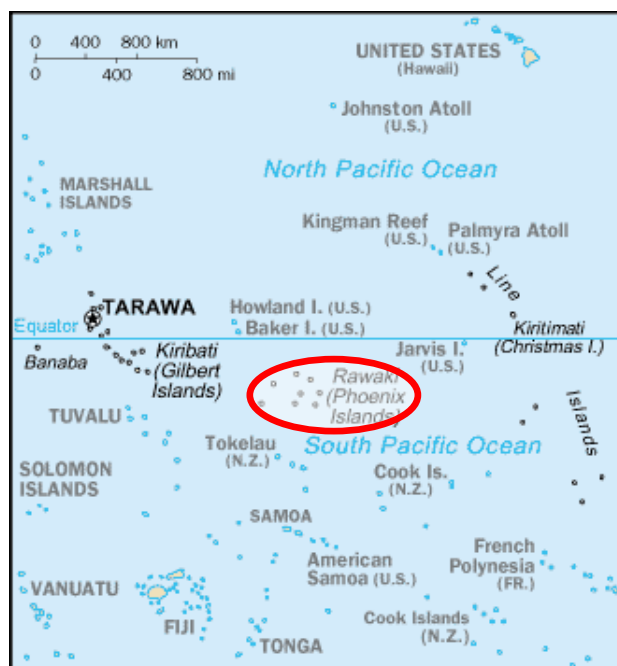 0 400 800 km
0 400 800 mi
UNITED STATES
(Hawaii)
Johnston Atoll
(U.S.)
North Pacific Ocean
MARSHALL
ISLANDS
Kingman Reef
(U.S.)
Palmyra Atoll
(U.S.)
Line
TARAWA
Howland I. (U.S.)
Equator
Baker I. (U.S.)
Kiritimati
(Christmas I.)
Banaba
Kiribati
(Gilbert
Islands)
Jarvis I.
(U.S.)
Rawaki
(Phoenix
Islands)
Islands
TUVALU
South Pacific Ocean
Tokelau
(N.Z.)
SOLOMON
ISLANDS
Cook Is.
(N.Z.)
SAMOA
American
Samoa (U.S.)
French
Polynesia
(FR.)
VANUATU
FIJI
Cook Islands
(N.Z.)
TONGA